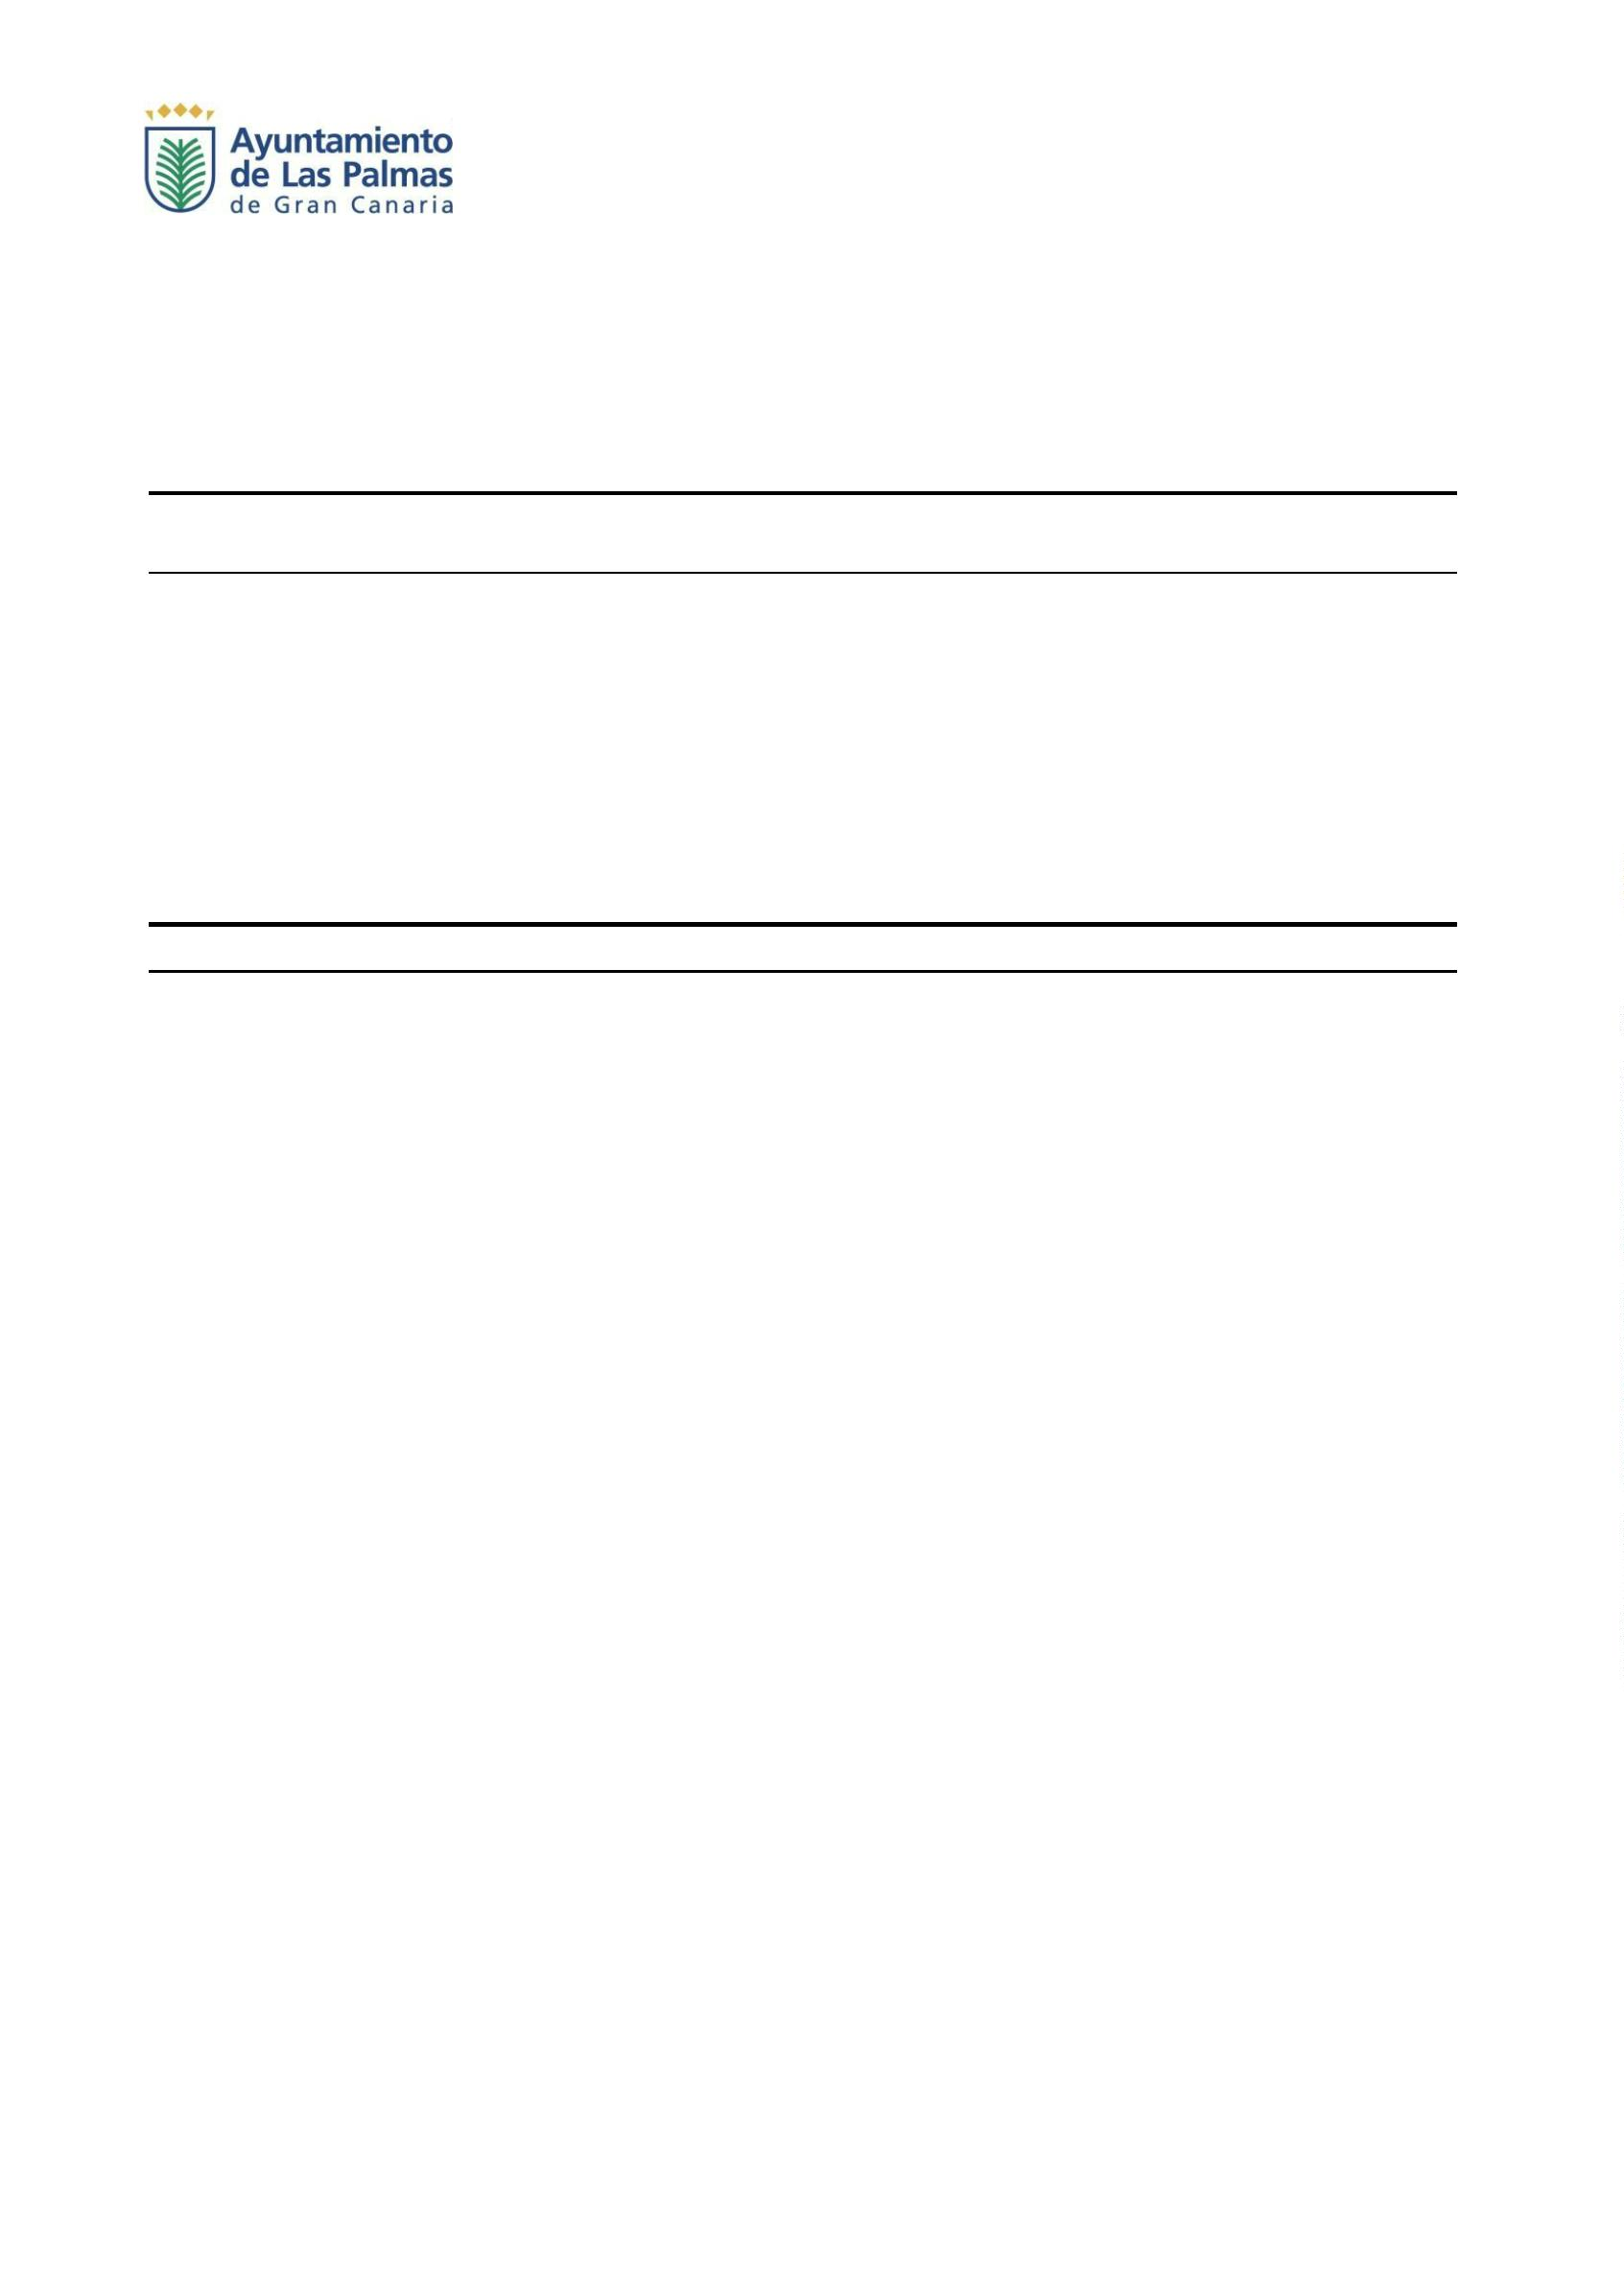 Ayuntamiento
de Las Palmas
de Gran Canaria